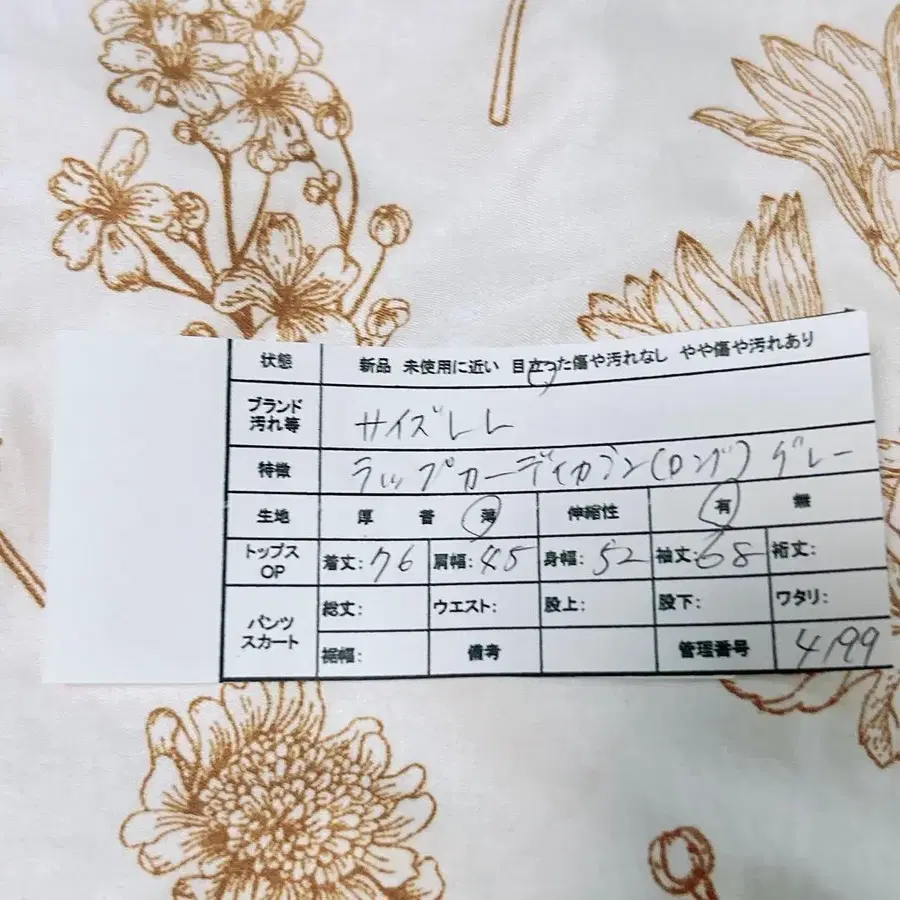 状態 新品 未使用に近い 目立った傷や汚れなし やや傷や汚れあり
ブランド
汚れ等
サイズLL
特徴 ラップカーディガン(ロング) グレー
生地 厚 普 薄 伸縮性 有 無
トップス
OP
着丈:76 肩幅:45 身幅:52 袖丈:68 裄丈:
パンツ
スカート
総丈: ウエスト: 股上: 股下: ワタリ:
裾幅: 備考 管理番号 4199